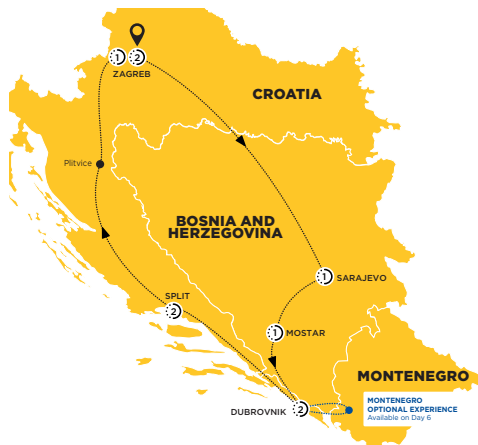 1 2
ZAGREB
CROATIA
Plitvice
BOSNIA AND
HERZEGOVINA
1 SARAJEVO
SPLIT
2
1 MOSTAR
MONTENEGRO
DUBROVNIK 2
MONTENEGRO
OPTIONAL EXPERIENCE
Available on Day 6